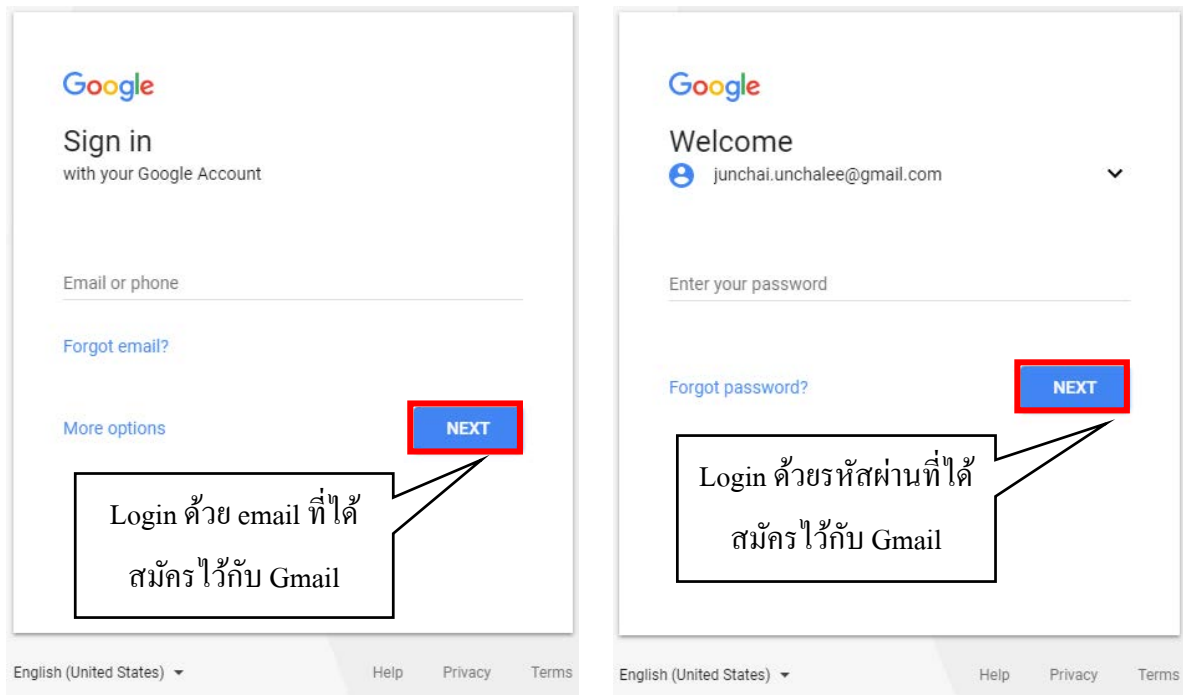 Google
Sign in
with your Google Account
Email or phone
Forgot email?
More options
NEXT
Login ด้วย email ที่ได้
สมัครไว้กับ Gmail
English (United States)
Help Privacy Terms
Google
Welcome
junchai.unchalee@gmail.com
Enter your password
Forgot password?
NEXT
Login ด้วยรหัสผ่านที่ได้
สมัครไว้กับ Gmail
English (United States)
Help Privacy Terms